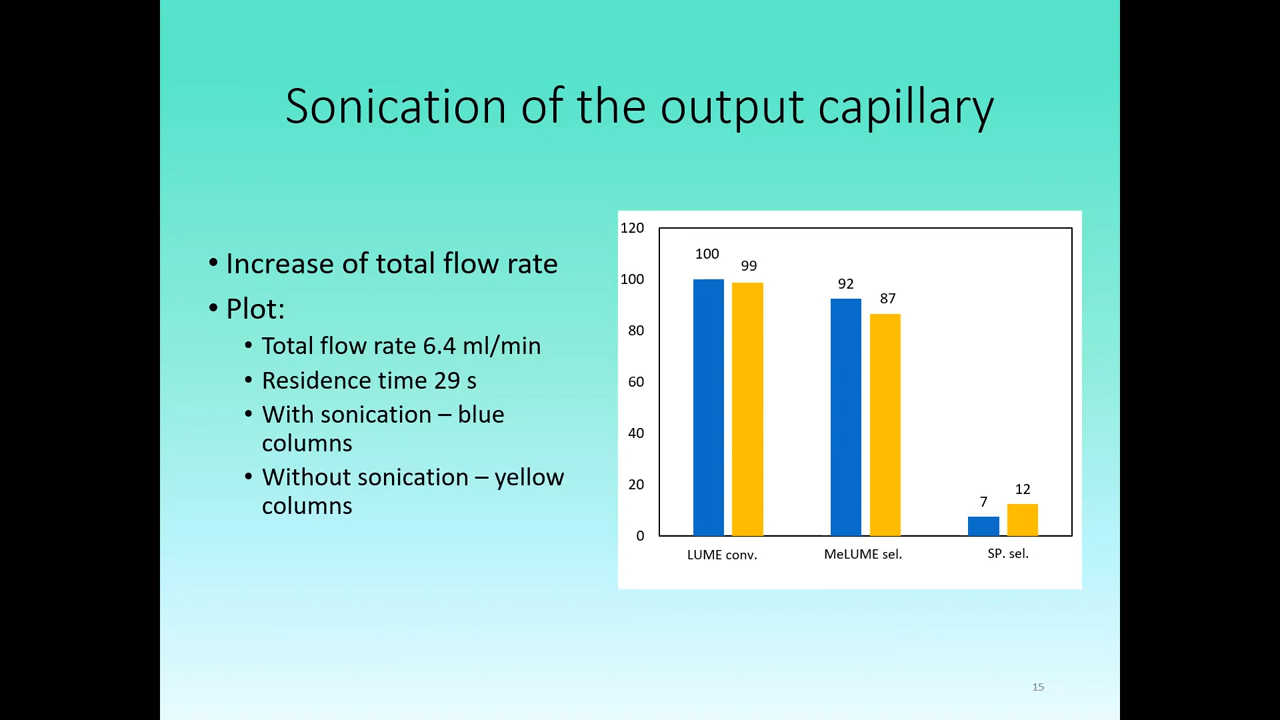 Sonication of the output capillary
• Increase of total flow rate
• Plot:
• Total flow rate 6.4 ml/min
• Residence time 29 s
• With sonication – blue
columns
• Without sonication – yellow
columns
120
100
80
60
40
20
0
100
99
92
87
7
12
LUME conv.
MeLUME sel.
SP. sel.
15